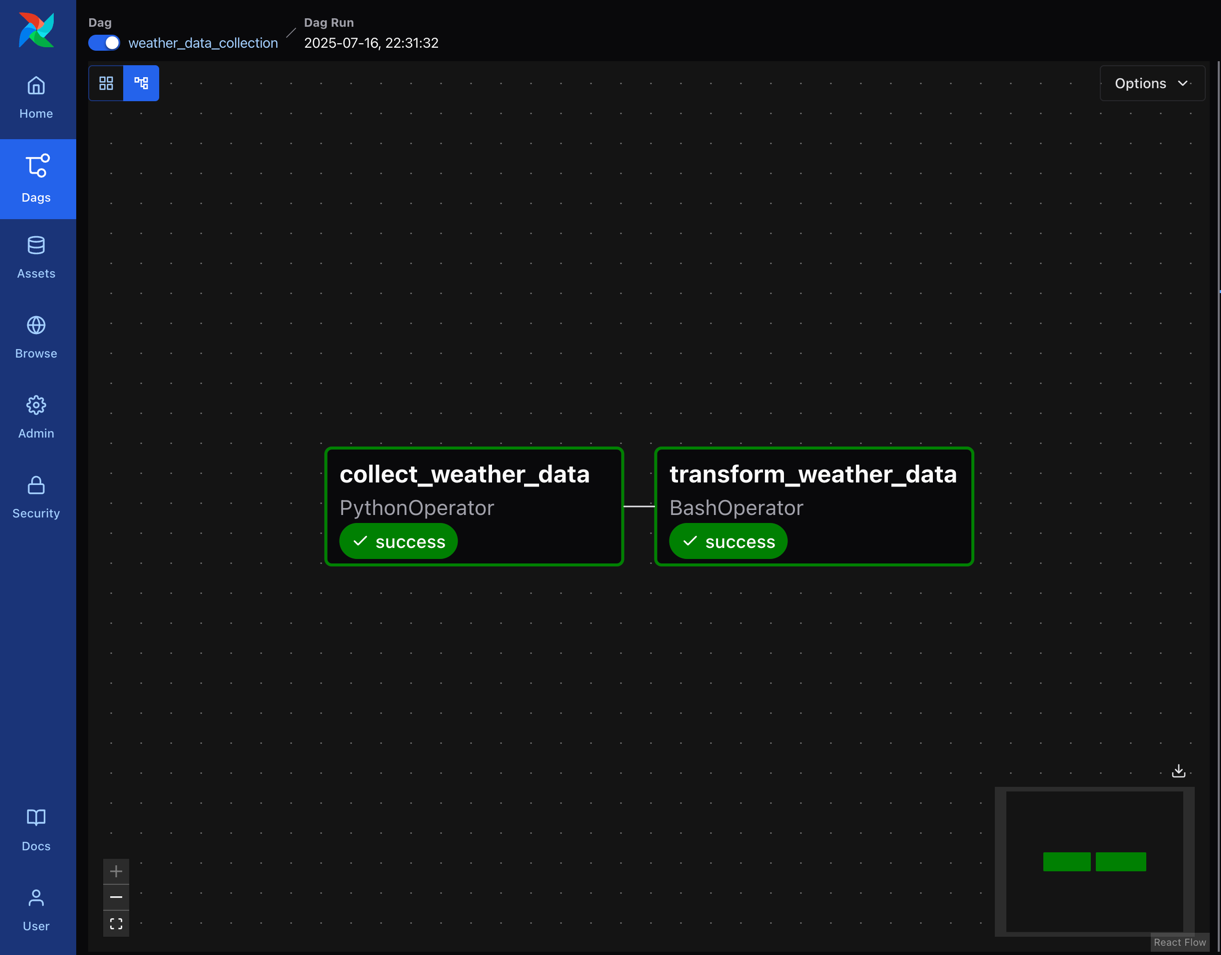 Dag
weather_data_collection
Dag Run
2025-07-16, 22:31:32
Home
Dags
Assets
Browse
Admin
Security
Docs
User
Options
collect_weather_data
PythonOperator
success
transform_weather_data
BashOperator
success
React Flow